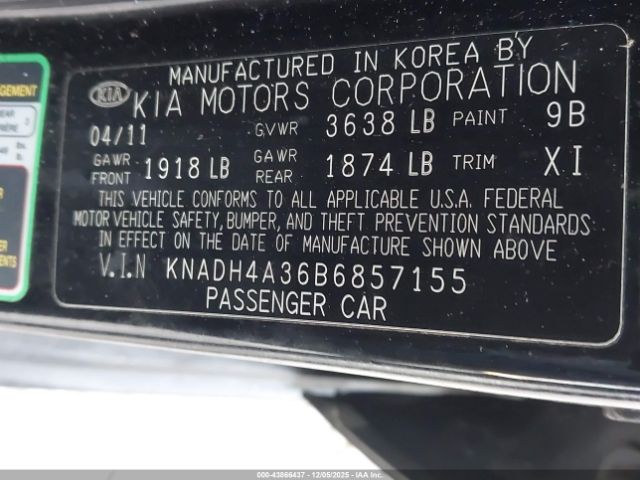 MANUFACTURED IN KOREA BY
KIA KIA MOTORS CORPORATION
04/11 GVWR 3638 LB PAINT 9B
GAWR FRONT 1918 LB GAWR REAR 1874 LB TRIM XI
THIS VEHICLE CONFORMS TO ALL APPLICABLE U.S.A. FEDERAL
MOTOR VEHICLE SAFETY, BUMPER, AND THEFT PREVENTION STANDARDS
IN EFFECT ON THE DATE OF MANUFACTURE SHOWN ABOVE
V.I.N KNADH4A36B6857155
PASSENGER CAR
000-43866437 - 12/05/2025 - IAAI.COM